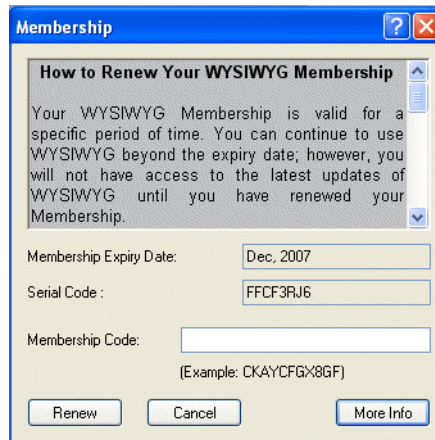 Membership
How to Renew Your WYSIWYG Membership
Your WYSIWYG Membership is valid for a
specific period of time. You can continue to use
WYSIWYG beyond the expiry date; however, you
will not have access to the latest updates of
WYSIWYG until you have renewed your
Membership.
Membership Expiry Date: Dec, 2007
Serial Code : FFCF3RJ6
Membership Code:
(Example: CKAYCFGX8GF)
Renew Cancel More Info